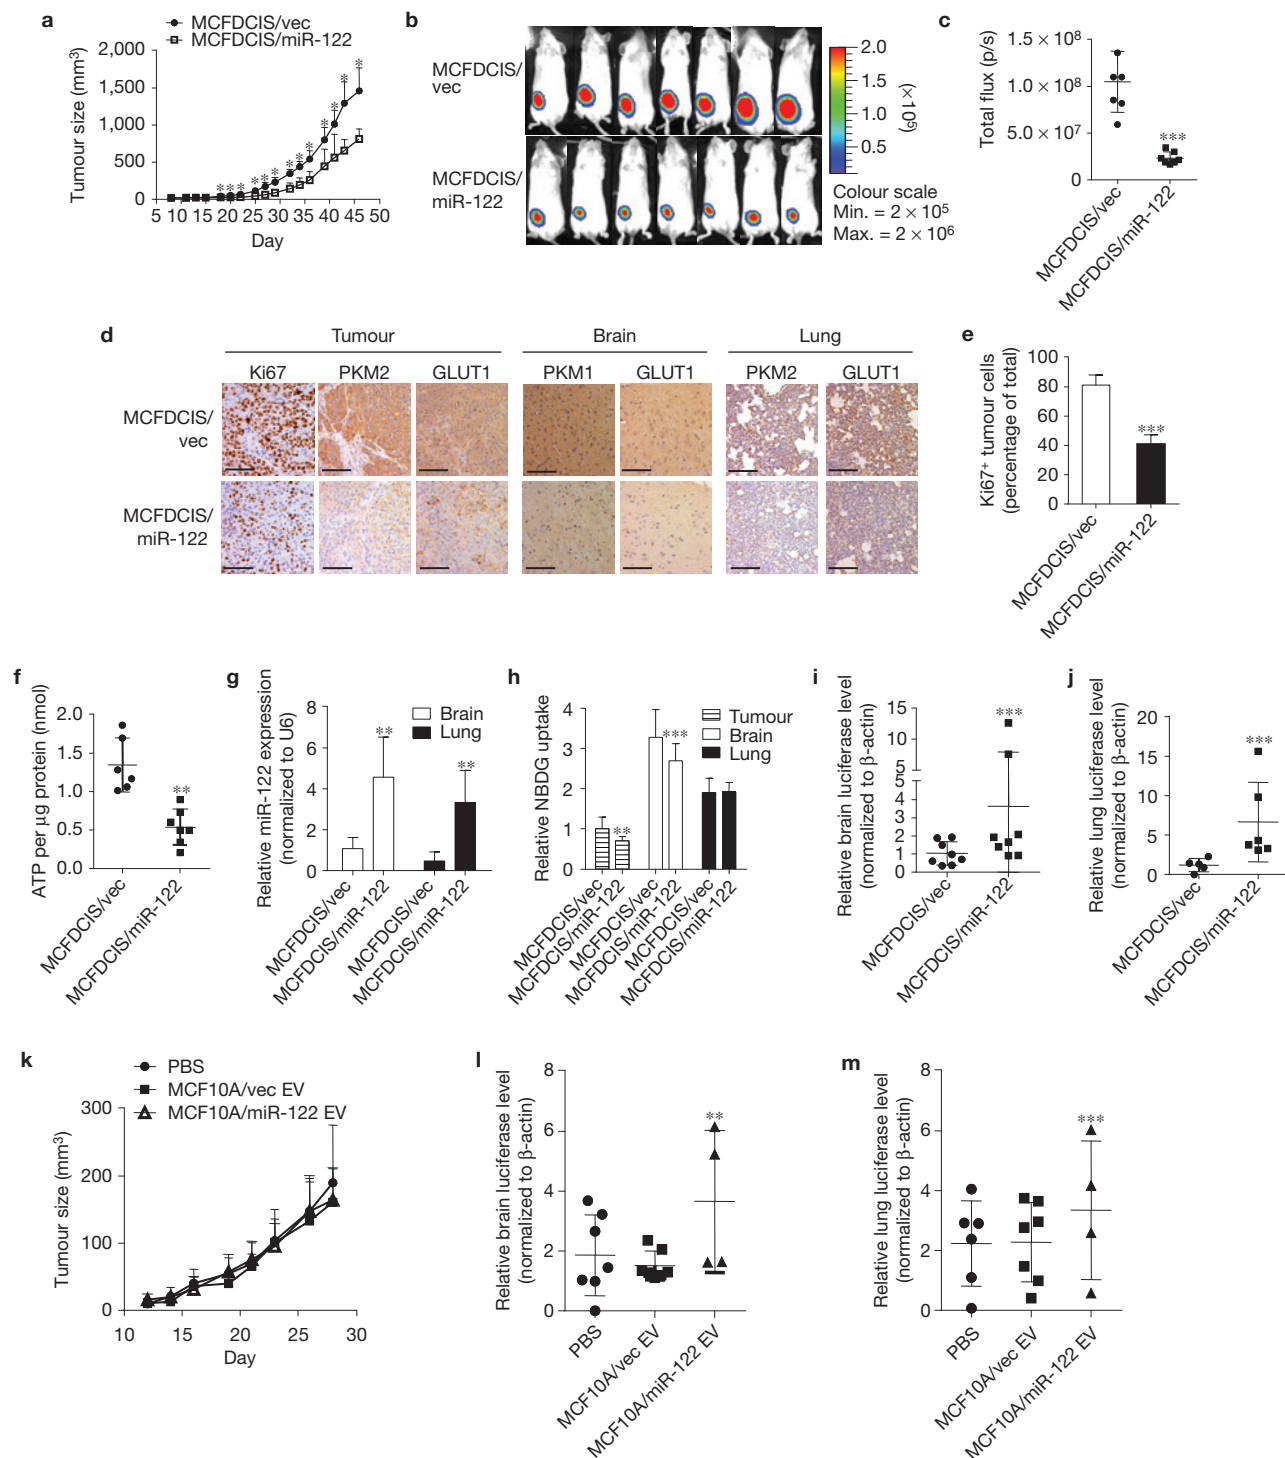 a
MCFDCIS/vec
MCFDCIS/miR-122
Tumour size (mm³)
2,000
1,500
1,000
500
0
5 10 15 20 25 30 35 40 45 50
Day
* * * * * * * * * * * * *
b
MCFDCIS/
vec
MCFDCIS/
miR-122
2.0
1.5
1.0
0.5
(×10⁵)
Colour scale
Min. = 2 × 10⁵
Max. = 2 × 10⁶
c
Total flux (p/s)
1.5 × 10⁸
1.0 × 10⁸
5.0 × 10⁷
0
***
MCFDCIS/vec
MCFDCIS/miR-122
d
Tumour Brain Lung
Ki67 PKM2 GLUT1 PKM1 GLUT1 PKM2 GLUT1
MCFDCIS/
vec
MCFDCIS/
miR-122
e
Ki67⁺ tumour cells
(percentage of total)
100
80
60
40
20
0
***
MCFDCIS/vec
MCFDCIS/miR-122
f
ATP per µg protein (nmol)
2.0
1.5
1.0
0.5
0.0
**
MCFDCIS/vec
MCFDCIS/miR-122
g
Relative miR-122 expression
(normalized to U6)
8
6
4
2
0
Brain
Lung
**
**
MCFDCIS/vec
MCFDCIS/miR-122
MCFDCIS/vec
MCFDCIS/miR-122
h
Relative NBDG uptake
4
3
2
1
0
Tumour
Brain
Lung
**
***
MCFDCIS/vec
MCFDCIS/miR-122
MCFDCIS/vec
MCFDCIS/miR-122
MCFDCIS/vec
MCFDCIS/miR-122
i
Relative brain luciferase level
(normalized to β-actin)
15
10
5
4
3
2
1
0
***
MCFDCIS/vec
MCFDCIS/miR-122
j
Relative lung luciferase level
(normalized to β-actin)
20
15
10
5
0
***
MCFDCIS/vec
MCFDCIS/miR-122
k
PBS
MCF10A/vec EV
MCF10A/miR-122 EV
Tumour size (mm³)
300
200
100
0
10 15 20 25 30
Day
l
Relative brain luciferase level
(normalized to β-actin)
8
6
4
2
0
**
PBS
MCF10A/vec EV
MCF10A/miR-122 EV
m
Relative lung luciferase level
(normalized to β-actin)
8
6
4
2
0
***
PBS
MCF10A/vec EV
MCF10A/miR-122 EV